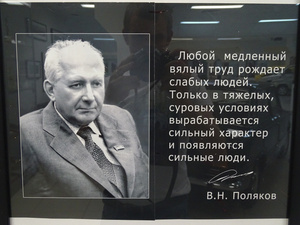 Любой медленный
вялый труд рождает
слабых людей.
Только в тяжелых,
суровых условиях
вырабатывается
сильный характер
и появляются
сильные люди.
В.Н. Поляков